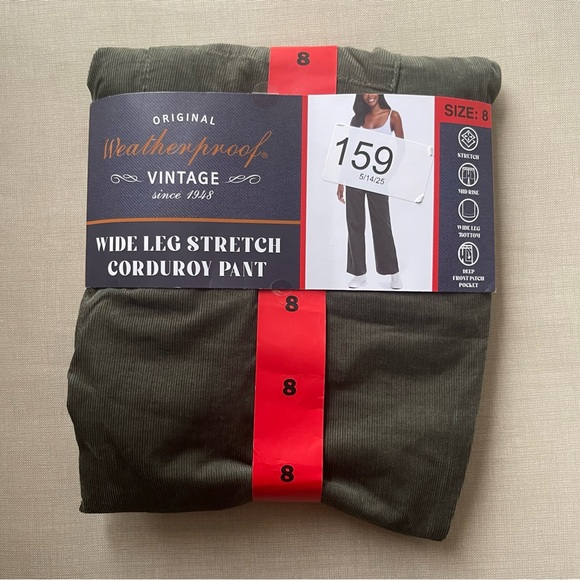 8
ORIGINAL
Weatherproof®
VINTAGE
since 1948
WIDE LEG STRETCH
CORDUROY PANT
159
5/14/25
SIZE: 8
STRETCH
MID-RISE
WIDE LEG
BOTTOM
DEEP
FRONT PATCH
POCKET
8
8
8